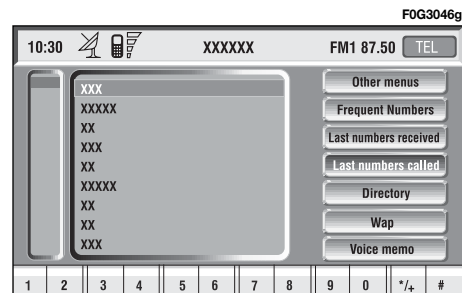 F0G3046g
10:30 XXXXXX FM1 87.50 TEL
XXX
XXXXX
XX
XXX
XX
XXXXX
XX
XX
XXX
Other menus
Frequent Numbers
Last numbers received
Last numbers called
Directory
Wap
Voice memo
1 2 3 4 5 6 7 8 9 0 */+ #